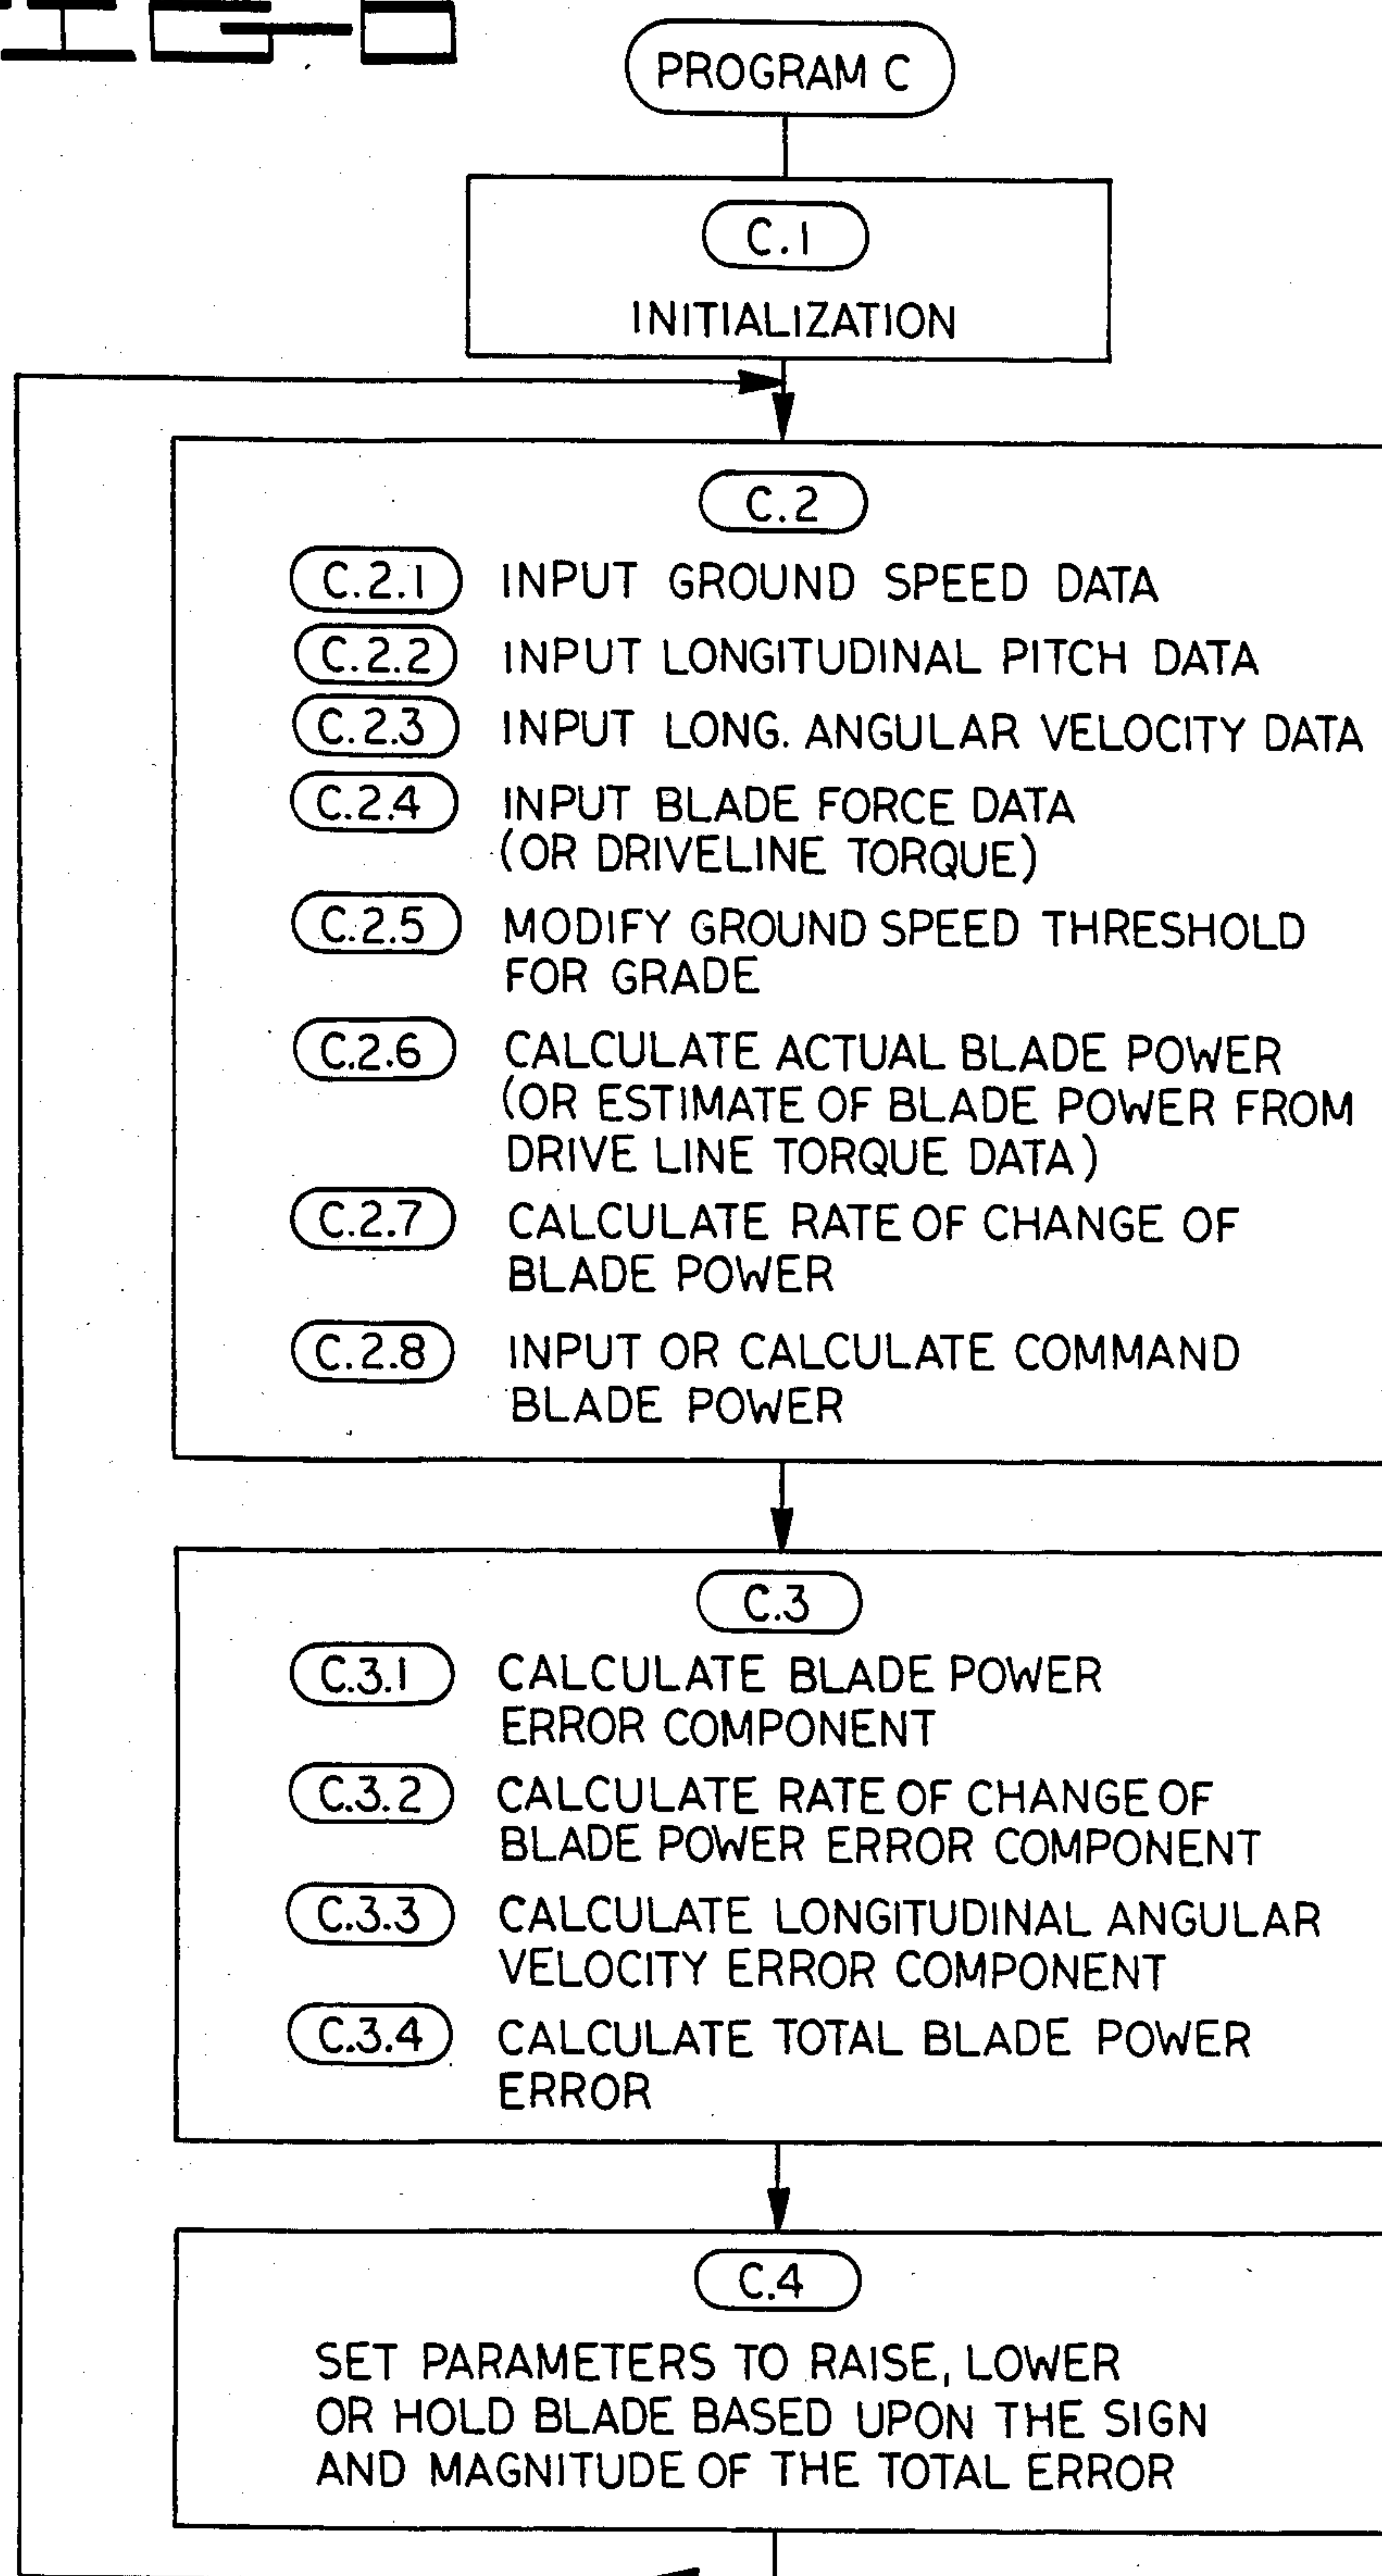 PROGRAM C
C.1
INITIALIZATION
C.2
C.2.1 INPUT GROUND SPEED DATA
C.2.2 INPUT LONGITUDINAL PITCH DATA
C.2.3 INPUT LONG. ANGULAR VELOCITY DATA
C.2.4 INPUT BLADE FORCE DATA
(OR DRIVELINE TORQUE)
C.2.5 MODIFY GROUND SPEED THRESHOLD
FOR GRADE
C.2.6 CALCULATE ACTUAL BLADE POWER
(OR ESTIMATE OF BLADE POWER FROM
DRIVE LINE TORQUE DATA)
C.2.7 CALCULATE RATE OF CHANGE OF
BLADE POWER
C.2.8 INPUT OR CALCULATE COMMAND
BLADE POWER
C.3
C.3.1 CALCULATE BLADE POWER
ERROR COMPONENT
C.3.2 CALCULATE RATE OF CHANGE OF
BLADE POWER ERROR COMPONENT
C.3.3 CALCULATE LONGITUDINAL ANGULAR
VELOCITY ERROR COMPONENT
C.3.4 CALCULATE TOTAL BLADE POWER
ERROR
C.4
SET PARAMETERS TO RAISE, LOWER
OR HOLD BLADE BASED UPON THE SIGN
AND MAGNITUDE OF THE TOTAL ERROR